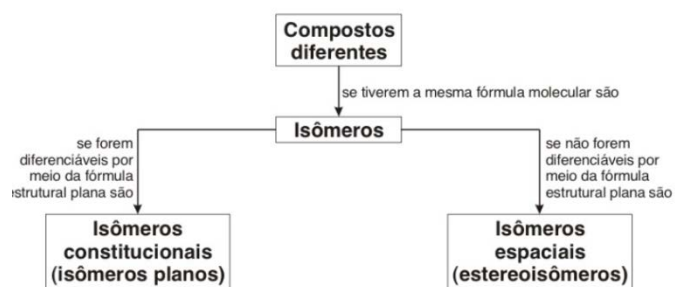 Compostos
diferentes
se tiverem a mesma fórmula molecular são
Isômeros
se forem
diferenciáveis por
meio da fórmula
strutural plana são
se não forem
diferenciáveis por
meio da fórmula
estrutural plana são
Isômeros
constitucionais
(isômeros planos)
Isômeros
espaciais
(estereoisômeros)